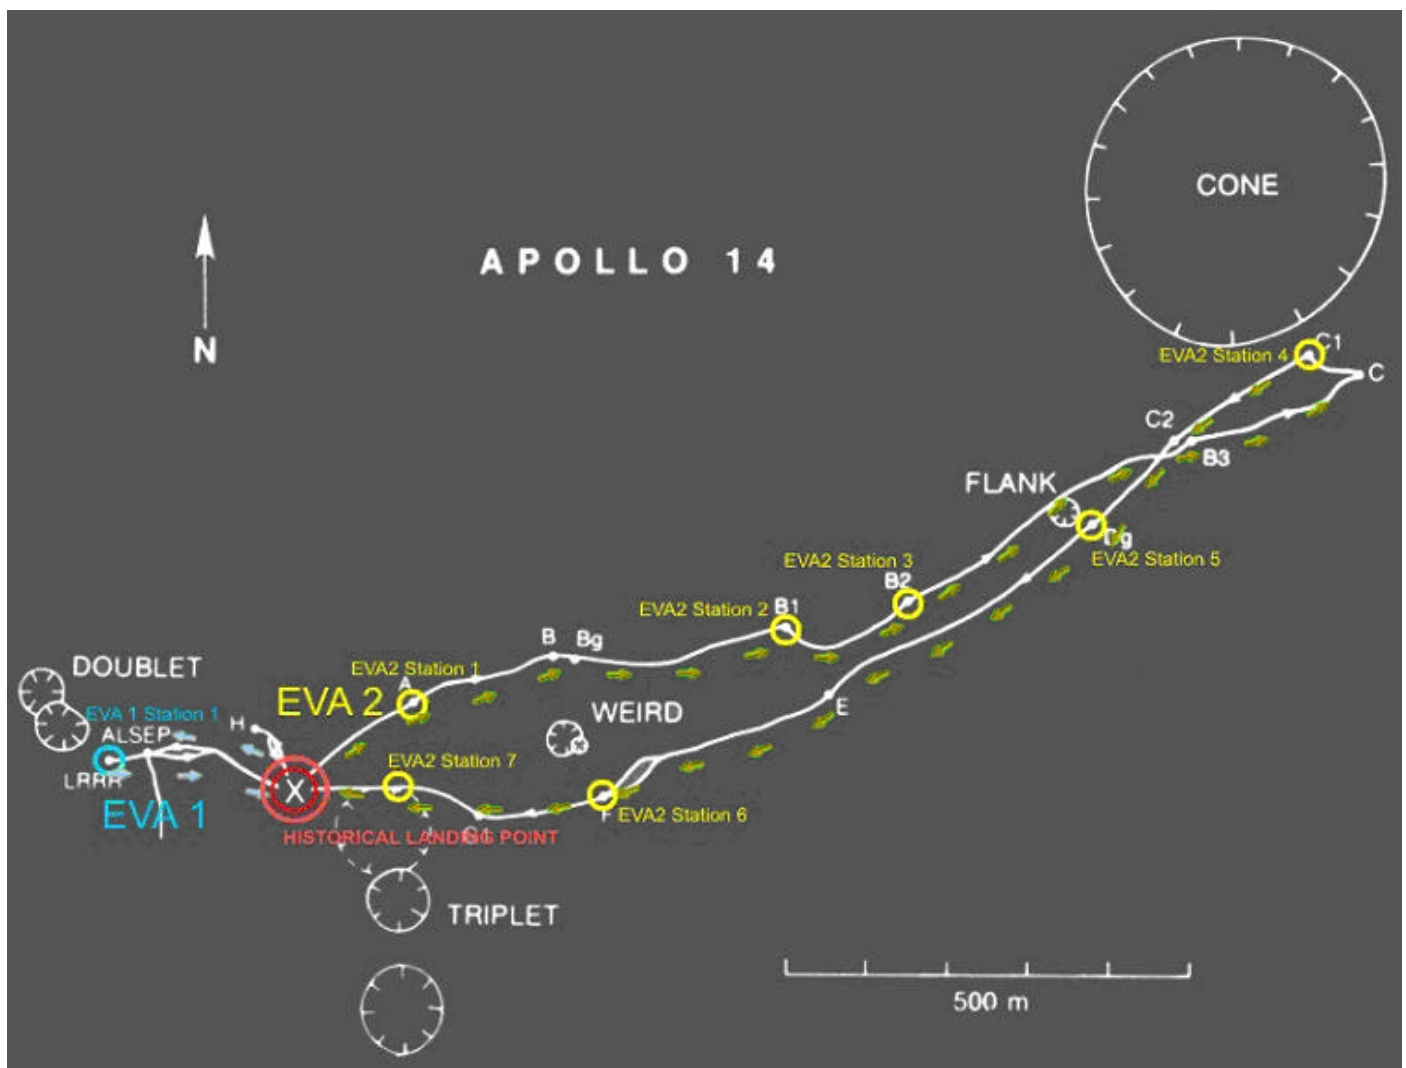 CONE
APOLLO 14
N
C1
EVA2 Station 4
C
C2
B3
FLANK
EVA2 Station 5
EVA2 Station 3
B2
EVA2 Station 2
B1
B
Bg
DOUBLET
EVA2 Station 1
A
EVA 2
WEIRD
E
EVA 1 Station 1
H
ALSEP
LRRR
EVA 1
X
EVA2 Station 7
F
EVA2 Station 6
HISTORICAL LANDING POINT
TRIPLET
500 m